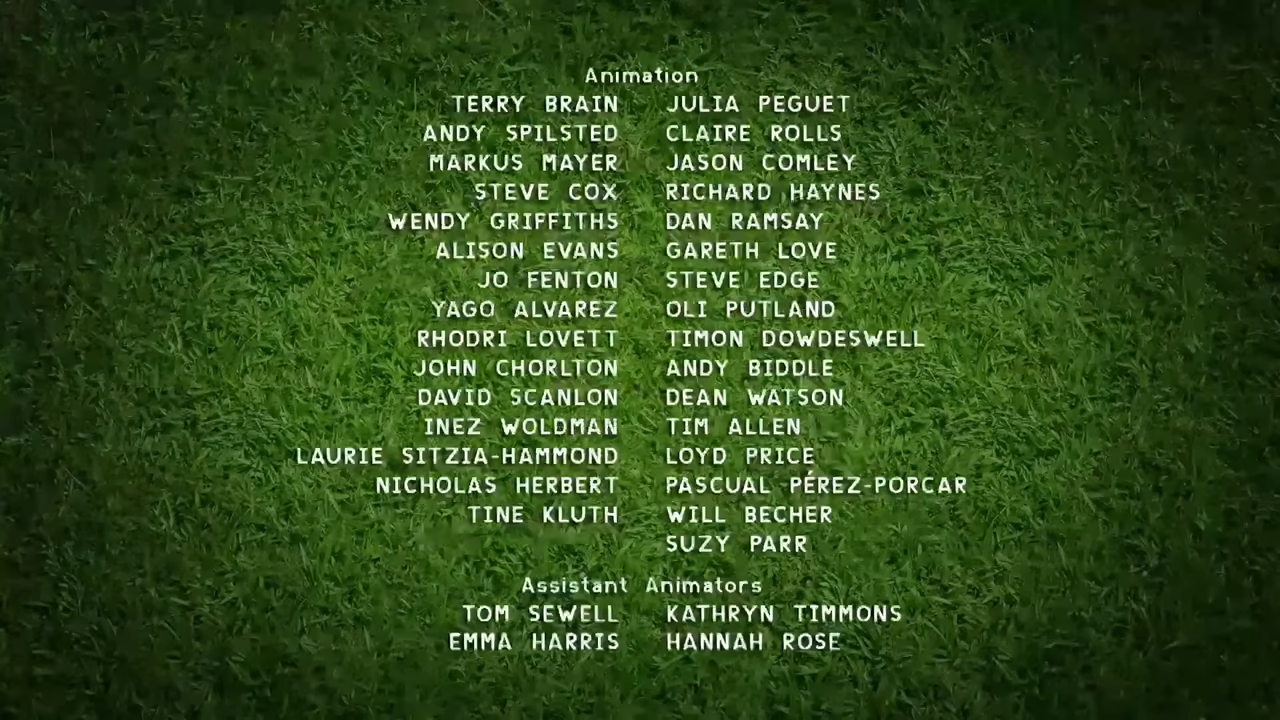 Animation
TERRY BRAIN JULIA PEGUET
ANDY SPILSTED CLAIRE ROLLS
MARKUS MAYER JASON COMLEY
STEVE COX RICHARD HAYNES
WENDY GRIFFITHS DAN RAMSAY
ALISON EVANS GARETH LOVE
JO FENTON STEVE EDGE
YAGO ALVAREZ OLI PUTLAND
RHODRI LOVETT TIMON DOWDESWELL
JOHN CHORLTON ANDY BIDDLE
DAVID SCANLON DEAN WATSON
INEZ WOLDMAN TIM ALLEN
LAURIE SITZIA-HAMMOND LOYD PRICE
NICHOLAS HERBERT PASCUAL PÉREZ-PORCAR
TINE KLUTH WILL BECHER
SUZY PARR
Assistant Animators
TOM SEWELL KATHRYN TIMMONS
EMMA HARRIS HANNAH ROSE